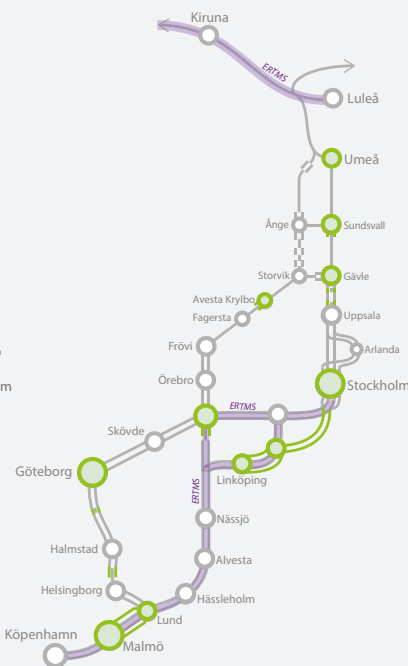 Kiruna
ERTMS
Luleå
Umeå
Ånge
Sundsvall
Storvik
Gävle
Avesta Krylbo
Fagersta
Uppsala
Frövi
Arlanda
Örebro
Stockholm
ERTMS
Skövde
Göteborg
Linköping
ERTMS
Nässjö
Halmstad
Alvesta
Helsingborg
Hässleholm
Lund
Köpenhamn
Malmö